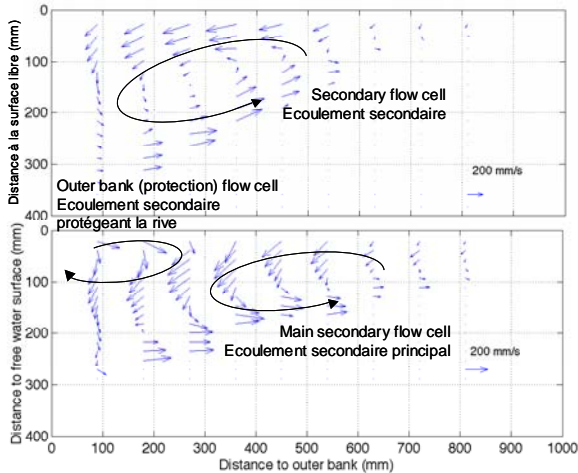 Distance à la surface libre (mm)
0
100
200
300
400
Secondary flow cell
Ecoulement secondaire
200 mm/s
Outer bank (protection) flow cell
Ecoulement secondaire
protégeant la rive
Distance to free water surface (mm)
0
100
200
300
400
Main secondary flow cell
Ecoulement secondaire principal
200 mm/s
0 100 200 300 400 500 600 700 800 900 1000
Distance to outer bank (mm)